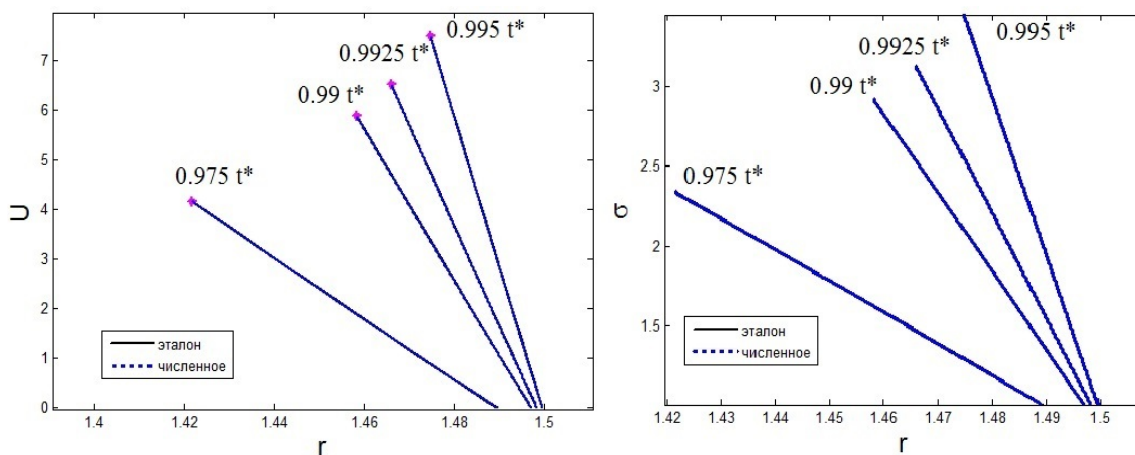 7
6
5
4
3
2
1
0
U
0.995 t*
0.9925 t*
0.99 t*
0.975 t*
эталон
численное
1.4 1.42 1.44 1.46 1.48 1.5
r
3
2.5
2
1.5
σ
0.995 t*
0.9925 t*
0.99 t*
0.975 t*
эталон
численное
1.42 1.43 1.44 1.45 1.46 1.47 1.48 1.49 1.5
r